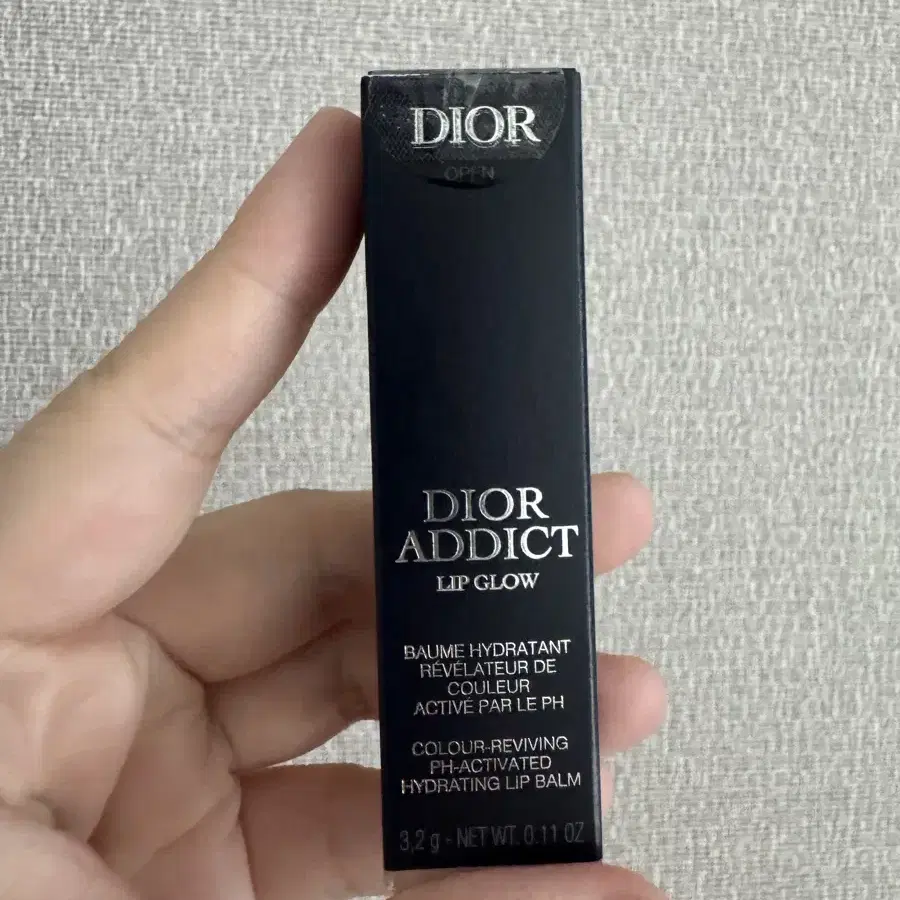 DIOR
OPEN
DIOR
ADDICT
LIP GLOW
BAUME HYDRATANT
RÉVÉLATEUR DE
COULEUR
ACTIVÉ PAR LE PH
COLOUR-REVIVING
PH-ACTIVATED
HYDRATING LIP BALM
3,2 g - NET WT. 0.11 OZ